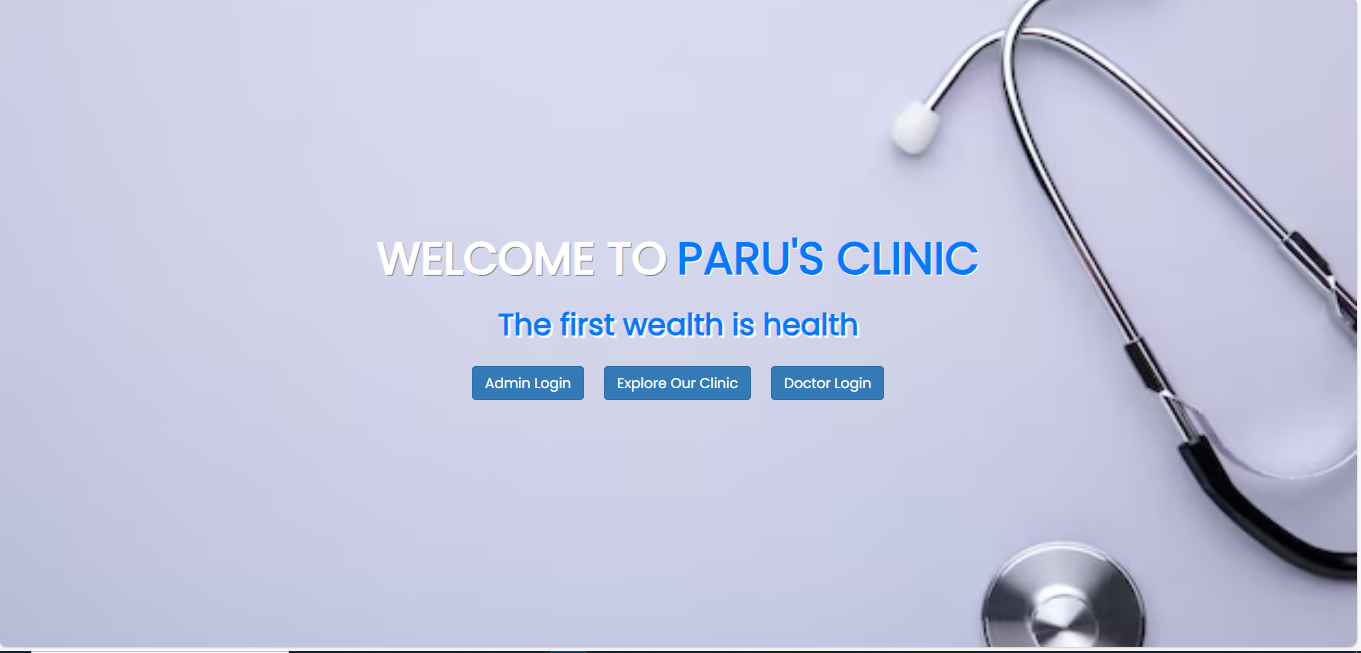 WELCOME TO PARU'S CLINIC
The first wealth is health
Admin Login Explore Our Clinic Doctor Login